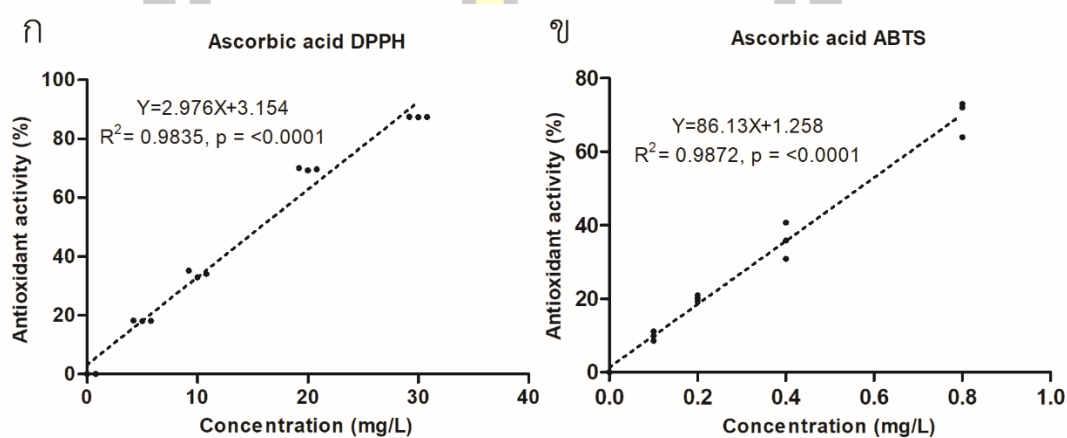 ก
Ascorbic acid DPPH
Y=2.976X+3.154
R²= 0.9835, p = <0.0001
Antioxidant activity (%)
100
80
60
40
20
0
0 10 20 30 40
Concentration (mg/L)
ข
Ascorbic acid ABTS
Y=86.13X+1.258
R²= 0.9872, p = <0.0001
Antioxidant activity (%)
80
60
40
20
0
0.0 0.2 0.4 0.6 0.8 1.0
Concentration (mg/L)